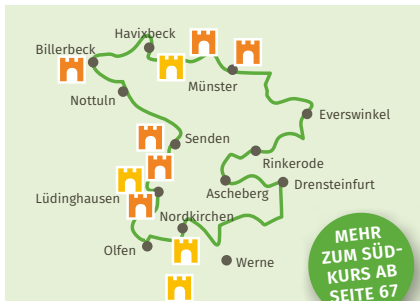 Havixbeck
Billerbeck
Münster
Nottuln
Everswinkel
Senden
Rinkerode
Ascheberg
Drensteinfurt
Lüdinghausen
Nordkirchen
Olfen
Werne
MEHR
ZUM SÜD-
KURS AB
SEITE 67